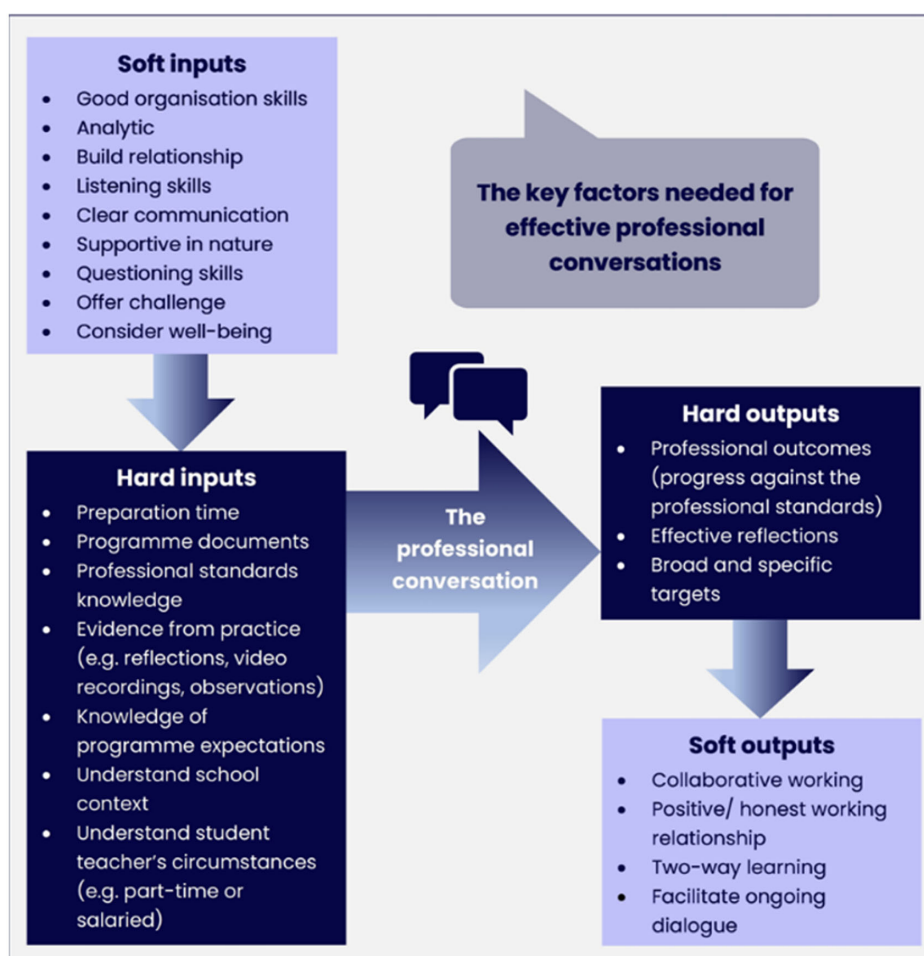 Soft inputs
• Good organisation skills
• Analytic
• Build relationship
• Listening skills
• Clear communication
• Supportive in nature
• Questioning skills
• Offer challenge
• Consider well-being
The key factors needed for
effective professional
conversations
Hard inputs
• Preparation time
• Programme documents
• Professional standards
knowledge
• Evidence from practice
(e.g. reflections, video
recordings, observations)
• Knowledge of
programme expectations
• Understand school
context
• Understand student
teacher's circumstances
(e.g. part-time or
salaried)
The
professional
conversation
Hard outputs
• Professional outcomes
(progress against the
professional standards)
• Effective reflections
• Broad and specific
targets
Soft outputs
• Collaborative working
• Positive/ honest working
relationship
• Two-way learning
• Facilitate ongoing
dialogue